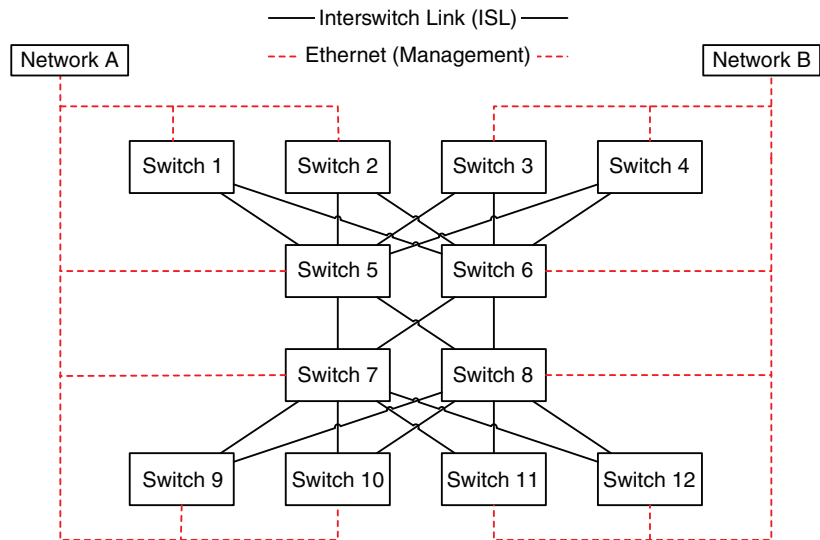 Interswitch Link (ISL)
Ethernet (Management)
Network A
Network B
Switch 1
Switch 2
Switch 3
Switch 4
Switch 5
Switch 6
Switch 7
Switch 8
Switch 9
Switch 10
Switch 11
Switch 12